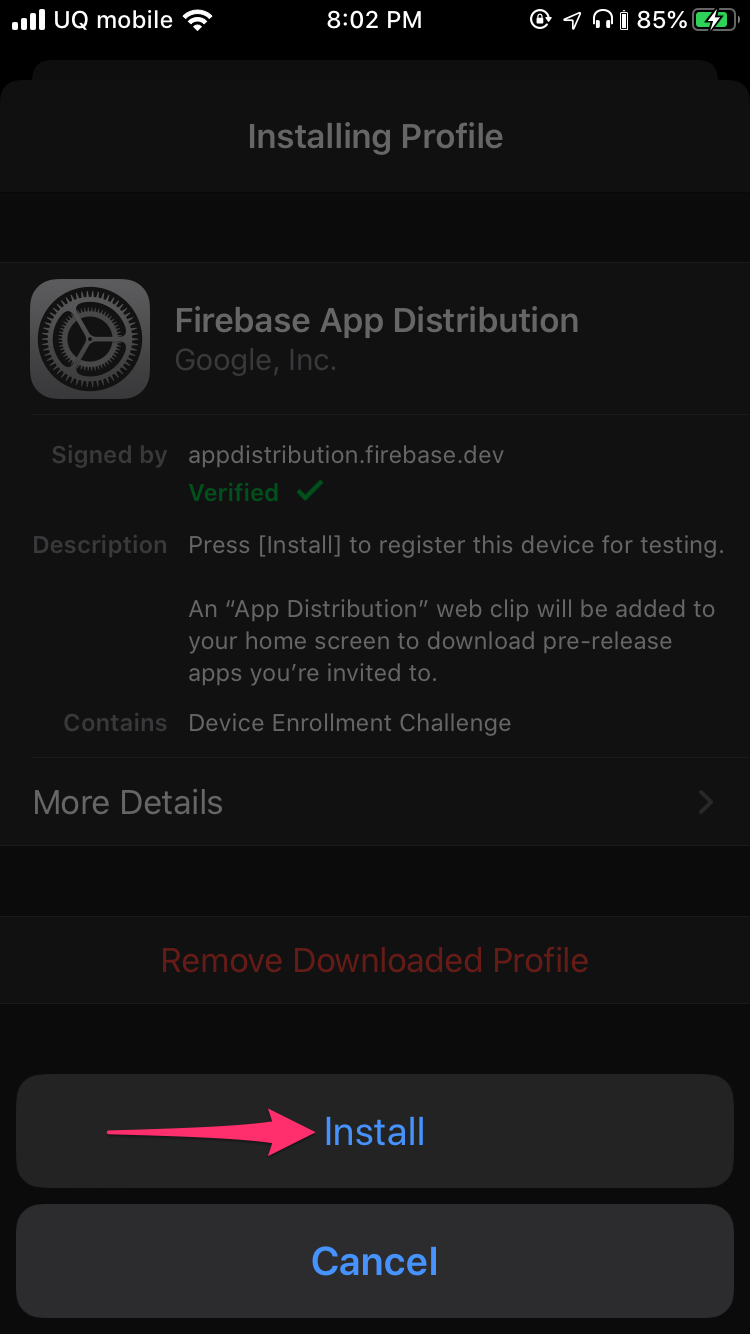 UQ mobile 8:02 PM 85%
Installing Profile
Firebase App Distribution
Google, Inc.
Signed by appdistribution.firebase.dev
Verified
Description Press [Install] to register this device for testing.
An “App Distribution” web clip will be added to
your home screen to download pre-release
apps you’re invited to.
Contains Device Enrollment Challenge
More Details
Remove Downloaded Profile
Install
Cancel